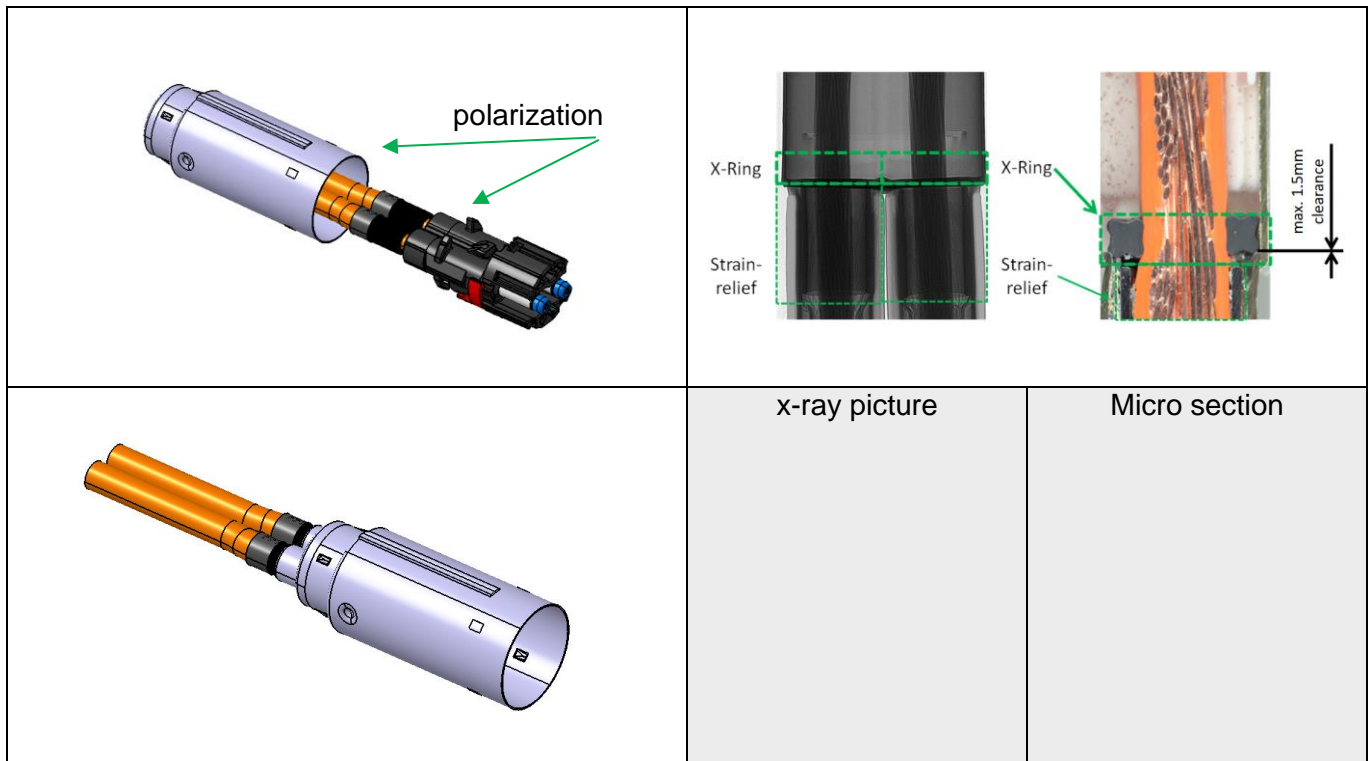 polarization
X-Ring
Strain-
relief
X-Ring
Strain-
relief
max. 1.5mm
clearance
x-ray picture
Micro section